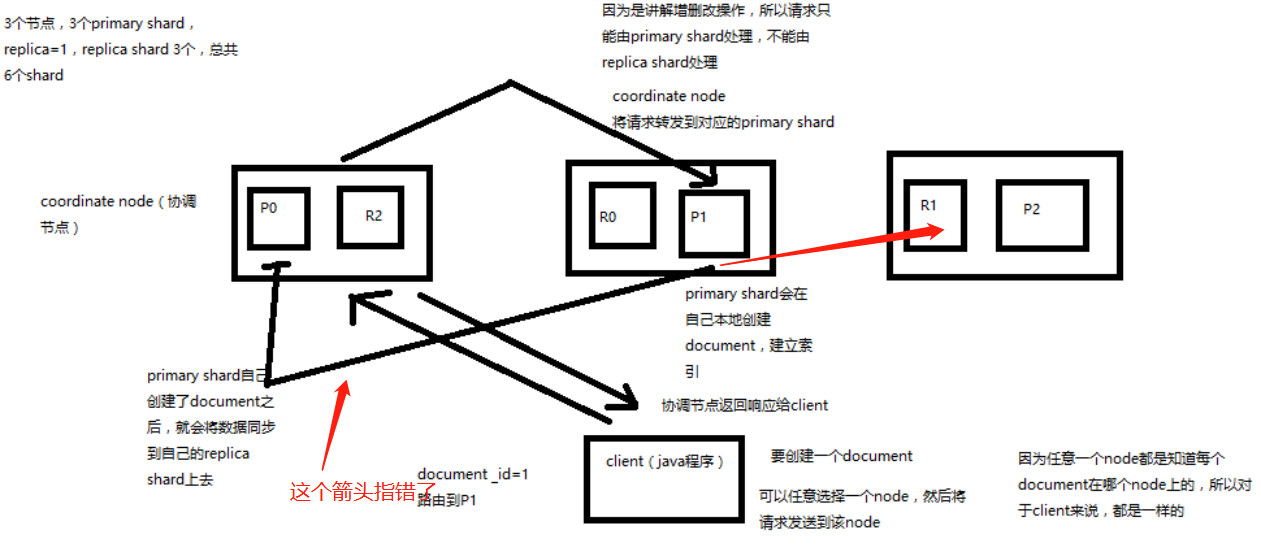 3个节点，3个primary shard，
replica=1，replica shard 3个，总共
6个shard
因为是讲解增删改操作，所以请求只
能由primary shard处理，不能由
replica shard处理
coordinate node
将请求转发到对应的primary shard
coordinate node（协调
节点）
P0
R2
R0
P1
R1
P2
primary shard会在
自己本地创建
document，建立索
引
primary shard自己
创建了document之
后，就会将数据同步
到自己的replica
shard上去
这个箭头指错了
document _id=1
路由到P1
协调节点返回响应给client
client（java程序）
要创建一个document
可以任意选择一个node，然后将
请求发送到该node
因为任意一个node都是知道每个
document在哪个node上的，所以对
于client来说，都是一样的